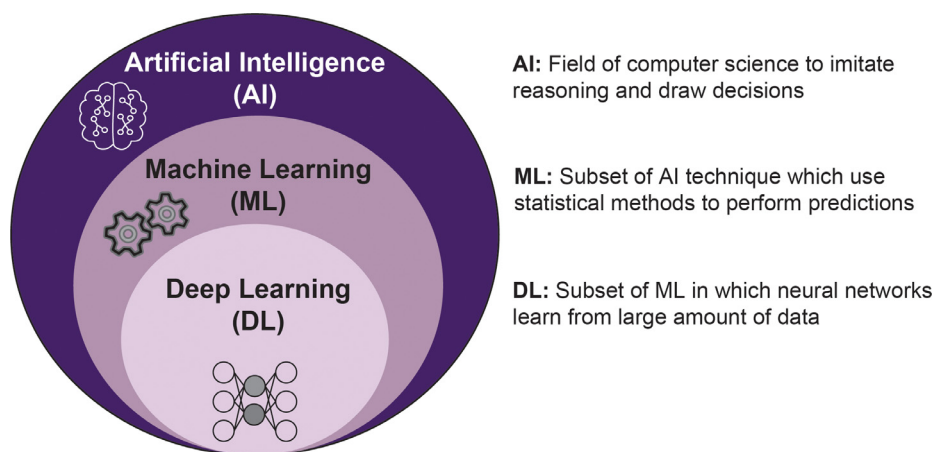 Artificial Intelligence
(AI)
Machine Learning
(ML)
Deep Learning
(DL)
AI: Field of computer science to imitate
reasoning and draw decisions
ML: Subset of AI technique which use
statistical methods to perform predictions
DL: Subset of ML in which neural networks
learn from large amount of data